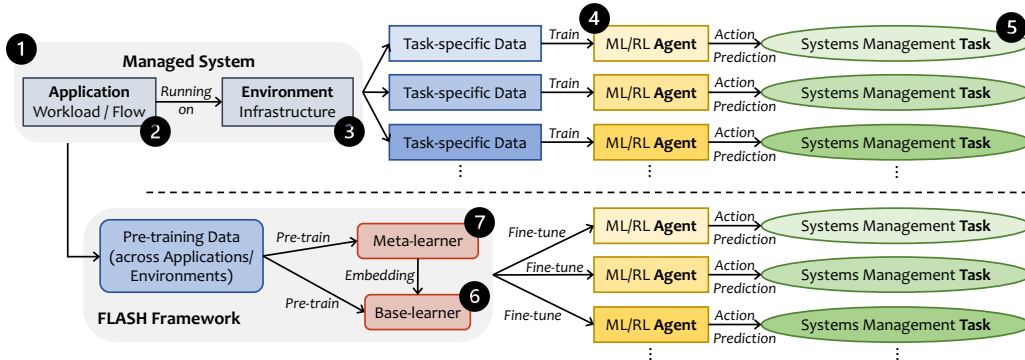 1
Managed System
Application
Workload / Flow
2
Running
on
Environment
Infrastructure
3
Task-specific Data
Train
4
ML/RL Agent
Action
Prediction
5
Systems Management Task
Task-specific Data
Train
ML/RL Agent
Action
Prediction
Systems Management Task
Task-specific Data
Train
ML/RL Agent
Action
Prediction
Systems Management Task
⋮
⋮
⋮
Pre-training Data
(across Applications/
Environments)
Pre-train
Pre-train
Meta-learner
7
Embedding
Base-learner
6
FLASH Framework
Fine-tune
ML/RL Agent
Action
Prediction
Systems Management Task
Fine-tune
ML/RL Agent
Action
Prediction
Systems Management Task
Fine-tune
ML/RL Agent
Action
Prediction
Systems Management Task
⋮
⋮